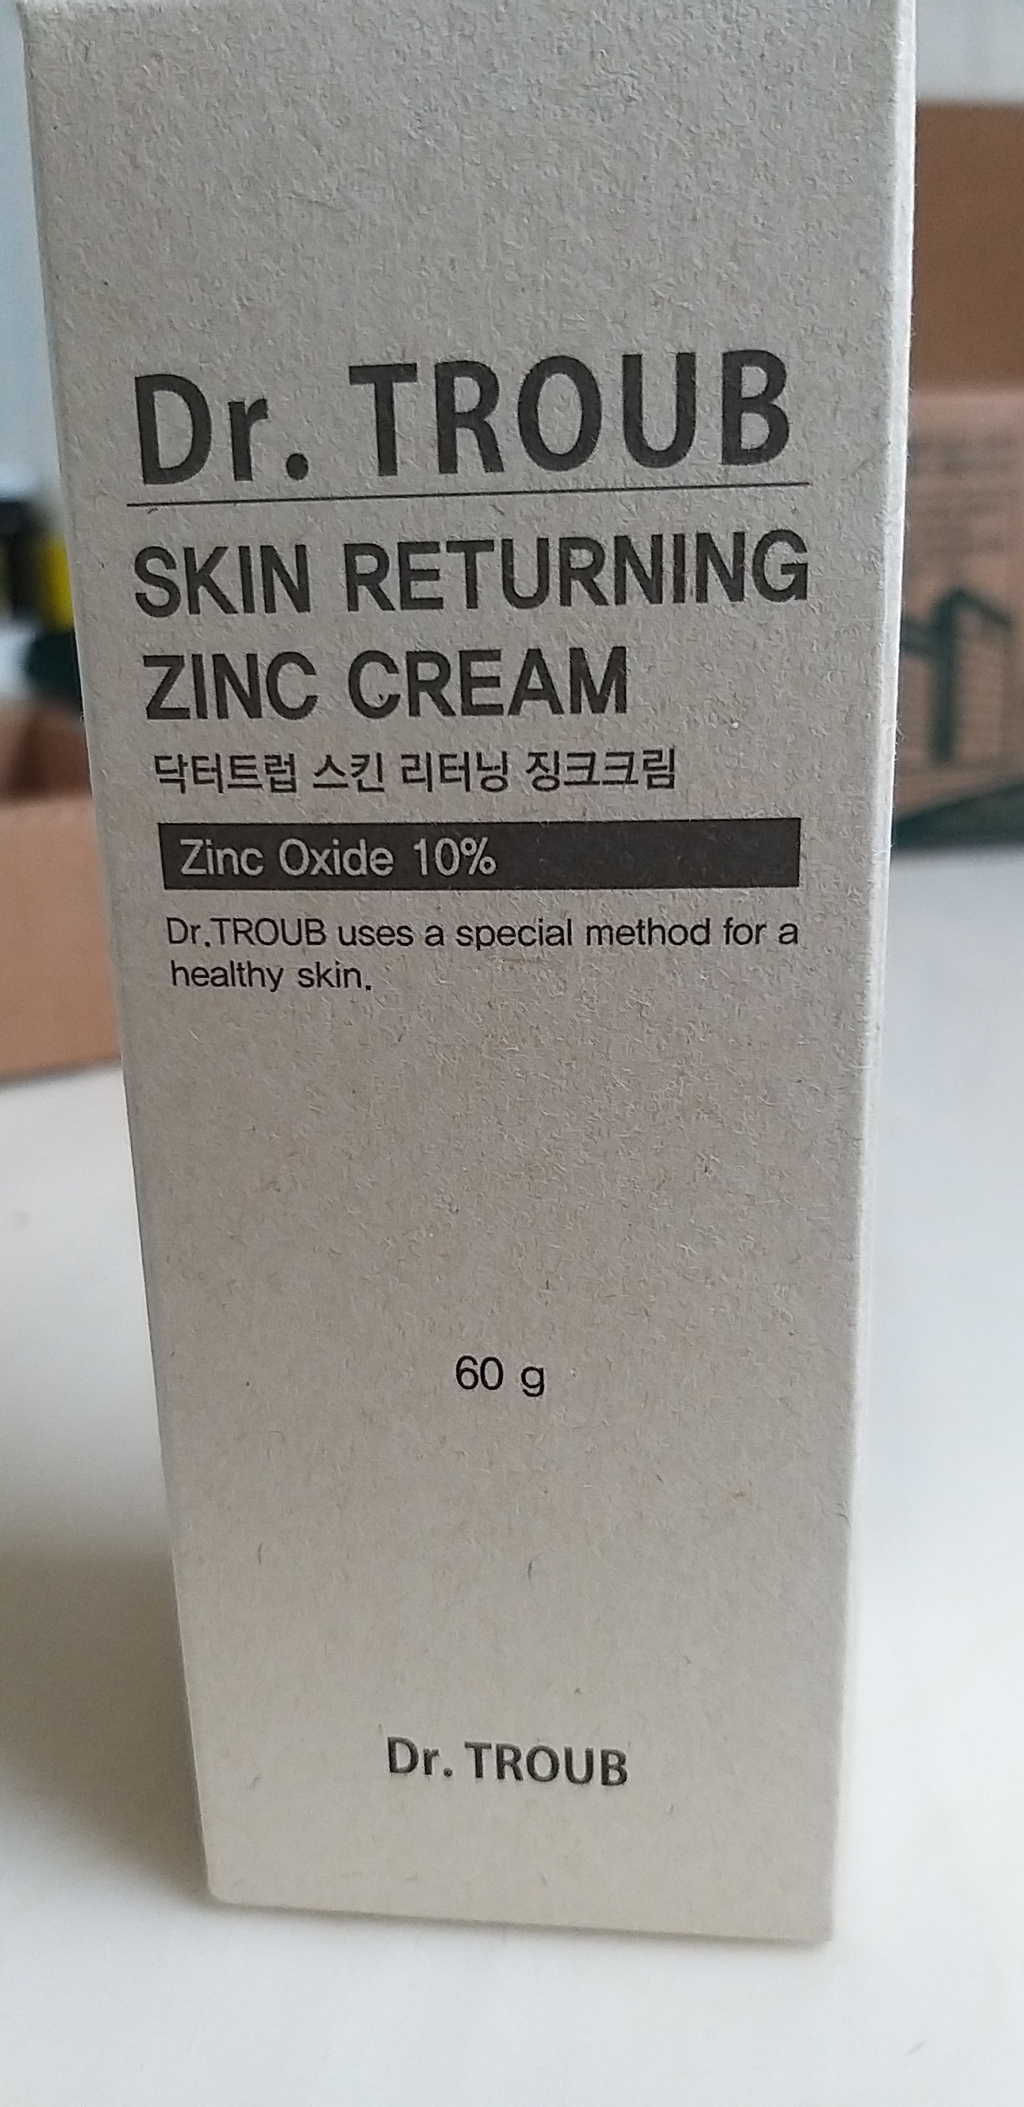 Dr. TROUB
SKIN RETURNING
ZINC CREAM
닥터트럽 스킨 리터닝 징크크림
Zinc Oxide 10%
Dr.TROUB uses a special method for a
healthy skin.
60 g
Dr. TROUB